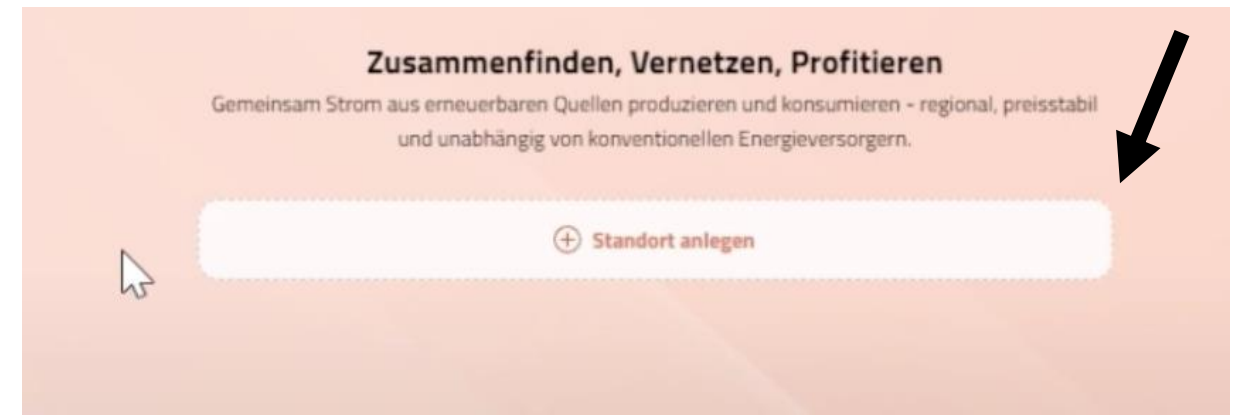 Zusammenfinden, Vernetzen, Profitieren
Gemeinsam Strom aus erneuerbaren Quellen produzieren und konsumieren - regional, preisstabil
und unabhängig von konventionellen Energieversorgern.
Standort anlegen